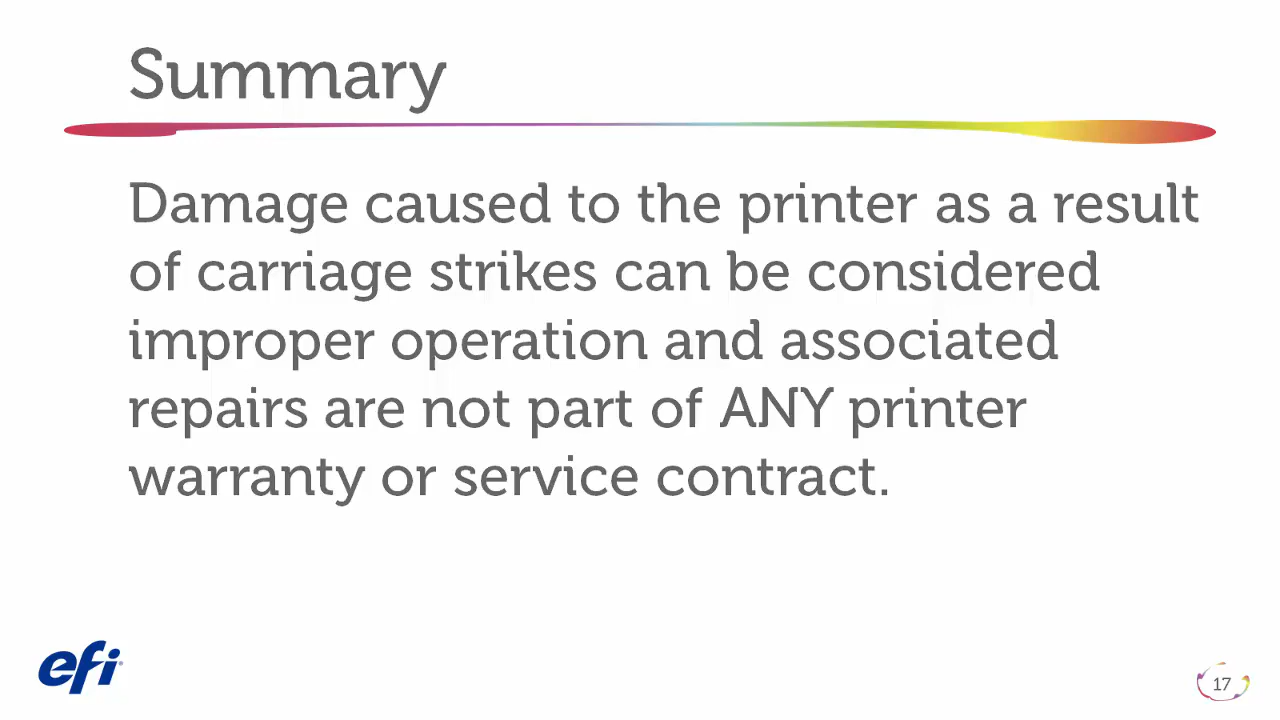 Summary
Damage caused to the printer as a result
of carriage strikes can be considered
improper operation and associated
repairs are not part of ANY printer
warranty or service contract.
efi
17